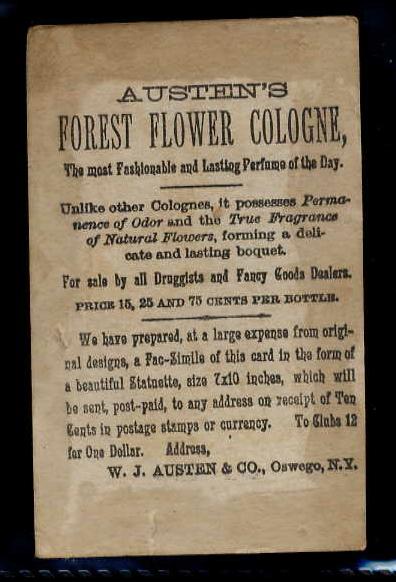 AUSTEN'S
FOREST FLOWER COLOGNE,
The most Fashionable and Lasting Perfume of the Day.
Unlike other Colognes, it possesses Perma-
nence of Odor and the True Fragrance
of Natural Flowers, forming a deli-
cate and lasting boquet.
For sale by all Druggists and Fancy Goods Dealers.
PRICE 15, 25 AND 75 CENTS PER BOTTLE.
We have prepared, at a large expense from origi-
nal designs, a Fac-Simile of this card in the form of
a beautiful Statuette, size 7x10 inches, which will
be sent, post-paid, to any address on receipt of Ten
Cents in postage stamps or currency. To Clubs 12
for One Dollar. Address,
W. J. AUSTEN & CO., Oswego, N.Y.